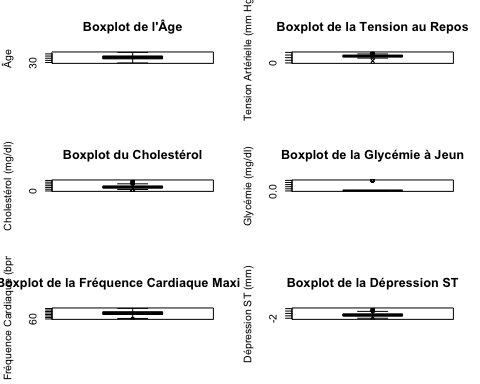 Boxplot de l'Âge
Âge
30
Boxplot de la Tension au Repos
Tension Artérielle (mm Hg
0
Boxplot du Cholestérol
Cholestérol (mg/dl)
0
Boxplot de la Glycémie à Jeun
Glycémie (mg/dl)
0.0
Boxplot de la Fréquence Cardiaque Maxi
Fréquence Cardiaque (bpr
60
Boxplot de la Dépression ST
Dépression ST (mm)
-2